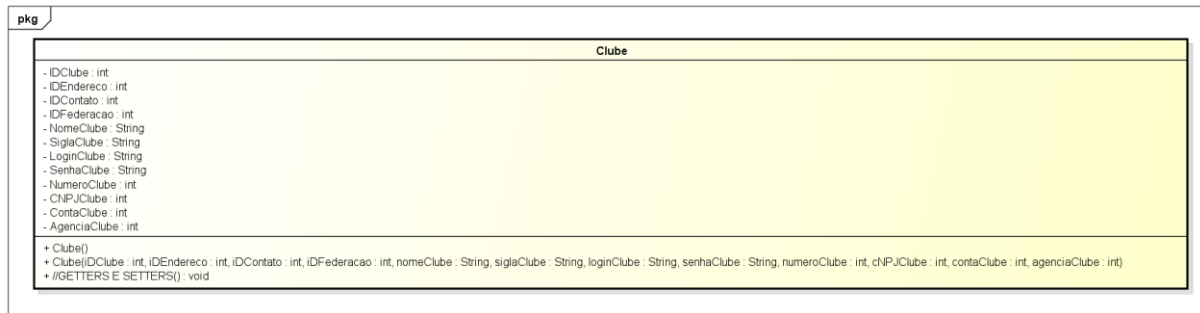 pkg
Clube
- IDClube : int
- IDEndereco : int
- IDContato : int
- IDFederacao : int
- NomeClube : String
- SiglaClube : String
- LoginClube : String
- SenhaClube : String
- NumeroClube : int
- CNPJClube : int
- ContaClube : int
- AgenciaClube : int
+ Clube()
+ Clube(iDClube : int, iDEndereco : int, iDContato : int, iDFederacao : int, nomeClube : String, siglaClube : String, loginClube : String, senhaClube : String, numeroClube : int, cNPJClube : int, contaClube : int, agenciaClube : int)
+ //GETTERS E SETTERS() : void